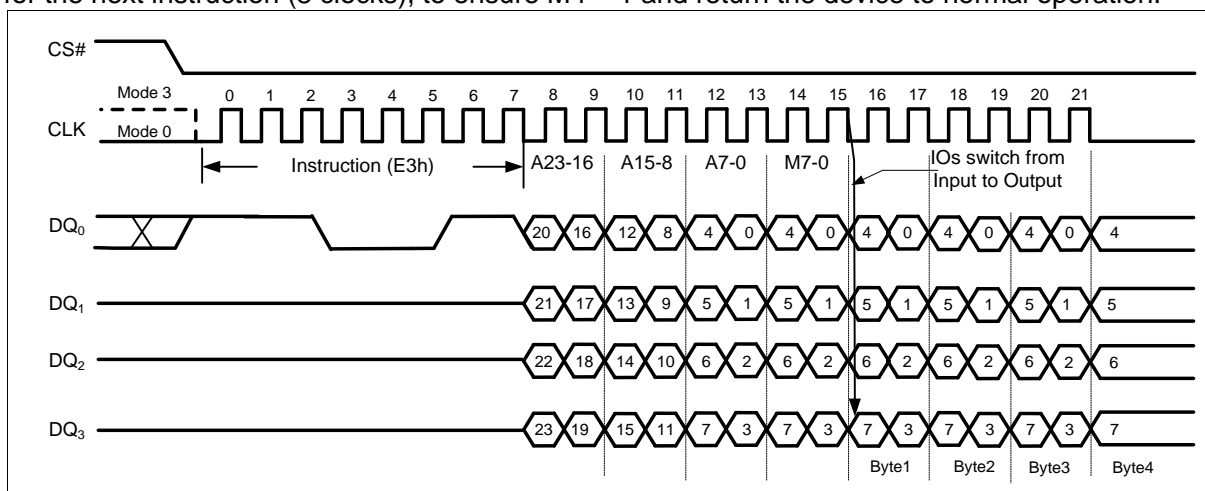 for the next instruction (8 clocks), to ensure M4 = 1 and return the device to normal operation.
CS#
Mode 3
0 1 2 3 4 5 6 7 8 9 10 11 12 13 14 15 16 17 18 19 20 21
CLK
Mode 0
Instruction (E3h) A23-16 A15-8 A7-0 M7-0 IOs switch from
Input to Output
DQ0 20 16 12 8 4 0 4 0 4 0 4 0 4 0 4
DQ1 21 17 13 9 5 1 5 1 5 1 5 1 5 1 5
DQ2 22 18 14 10 6 2 6 2 6 2 6 2 6 2 6
DQ3 23 19 15 11 7 3 7 3 7 3 7 3 7 3 7
Byte1 Byte2 Byte3 Byte4